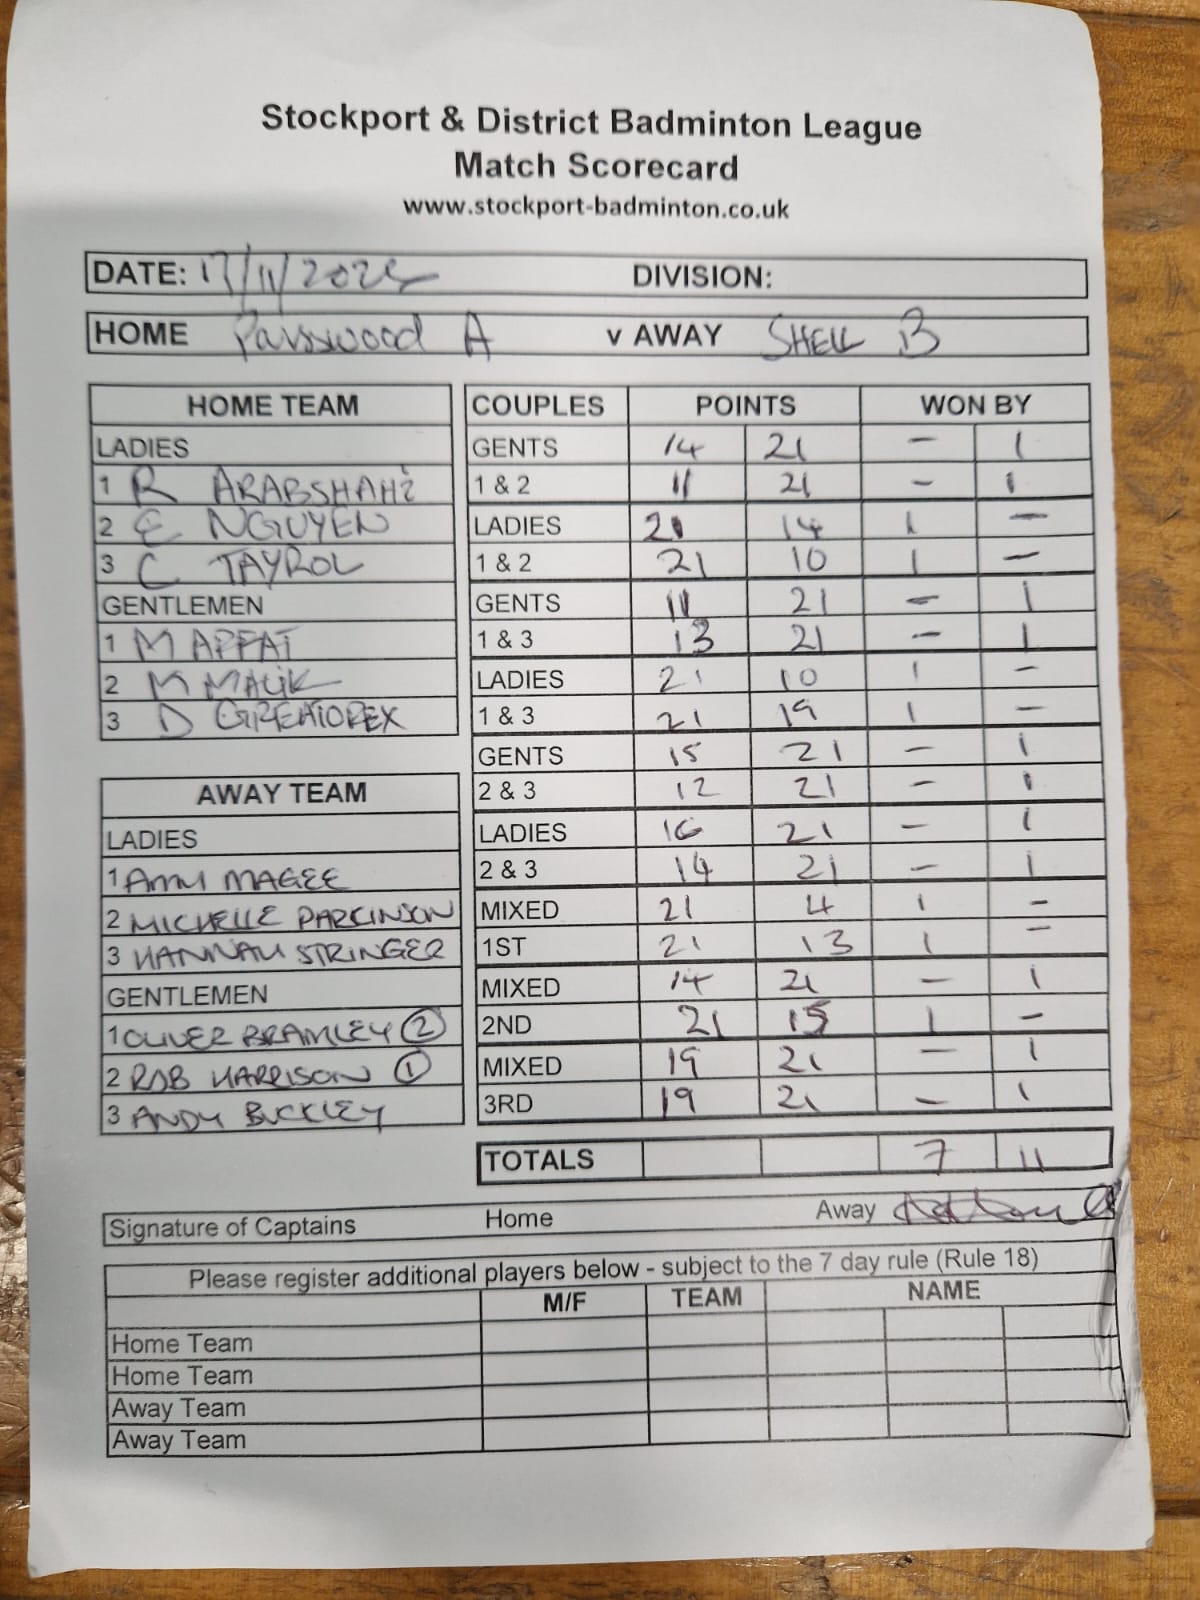 Stockport & District Badminton League
Match Scorecard
www.stockport-badminton.co.uk
DATE: 17/11/2025 DIVISION:
HOME Parrswood A v AWAY SHELL B
HOME TEAM
LADIES
1 R ARABSHAHi
2 E NGUYEN
3 C TAYROL
GENTLEMEN
1 M AFFAT
2 M MALIK
3 D GREATOREX
AWAY TEAM
LADIES
1 AMY MAGEE
2 MICHELLE PARKINSON
3 HANNAH STRINGER
GENTLEMEN
1 OLIVER BRAMLEY 2
2 ROB HARRISON 1
3 ANDY BUCKLEY
COUPLES POINTS WON BY
GENTS 14 21 - 1
1 & 2 11 21 - 1
LADIES 21 14 1 -
1 & 2 21 10 1 -
GENTS 11 21 - 1
1 & 3 13 21 - 1
LADIES 21 10 1 -
1 & 3 21 19 1 -
GENTS 15 21 - 1
2 & 3 12 21 - 1
LADIES 16 21 - 1
2 & 3 14 21 - 1
MIXED 21 4 1 -
1ST 21 13 1 -
MIXED 14 21 - 1
2ND 21 15 1 -
MIXED 19 21 - 1
3RD 19 21 - 1
TOTALS 7 11
Signature of Captains Home Away
Please register additional players below - subject to the 7 day rule (Rule 18)
M/F TEAM NAME
Home Team
Home Team
Away Team
Away Team